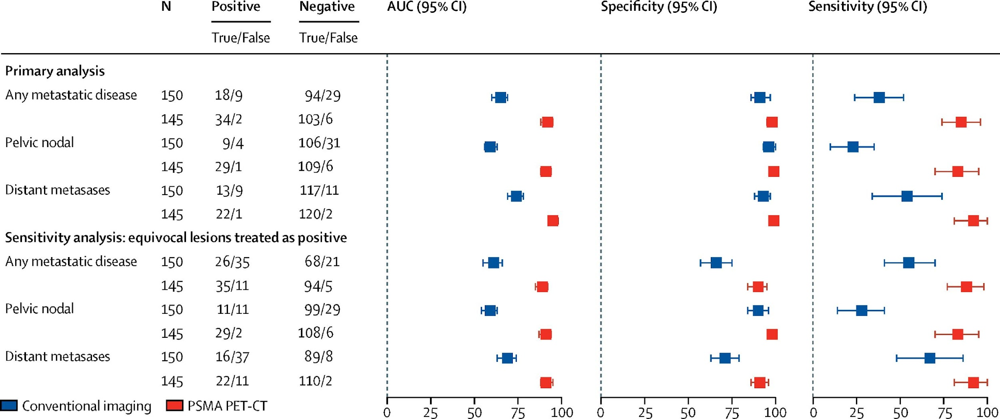 N Positive Negative AUC (95% CI) Specificity (95% CI) Sensitivity (95% CI)
True/False True/False
Primary analysis
Any metastatic disease 150 18/9 94/29
145 34/2 103/6
Pelvic nodal 150 9/4 106/31
145 29/1 109/6
Distant metasases 150 13/9 117/11
145 22/1 120/2
Sensitivity analysis: equivocal lesions treated as positive
Any metastatic disease 150 26/35 68/21
145 35/11 94/5
Pelvic nodal 150 11/11 99/29
145 29/2 108/6
Distant metasases 150 16/37 89/8
145 22/11 110/2
Conventional imaging PSMA PET-CT
0 25 50 75 100 0 25 50 75 100 0 25 50 75 100